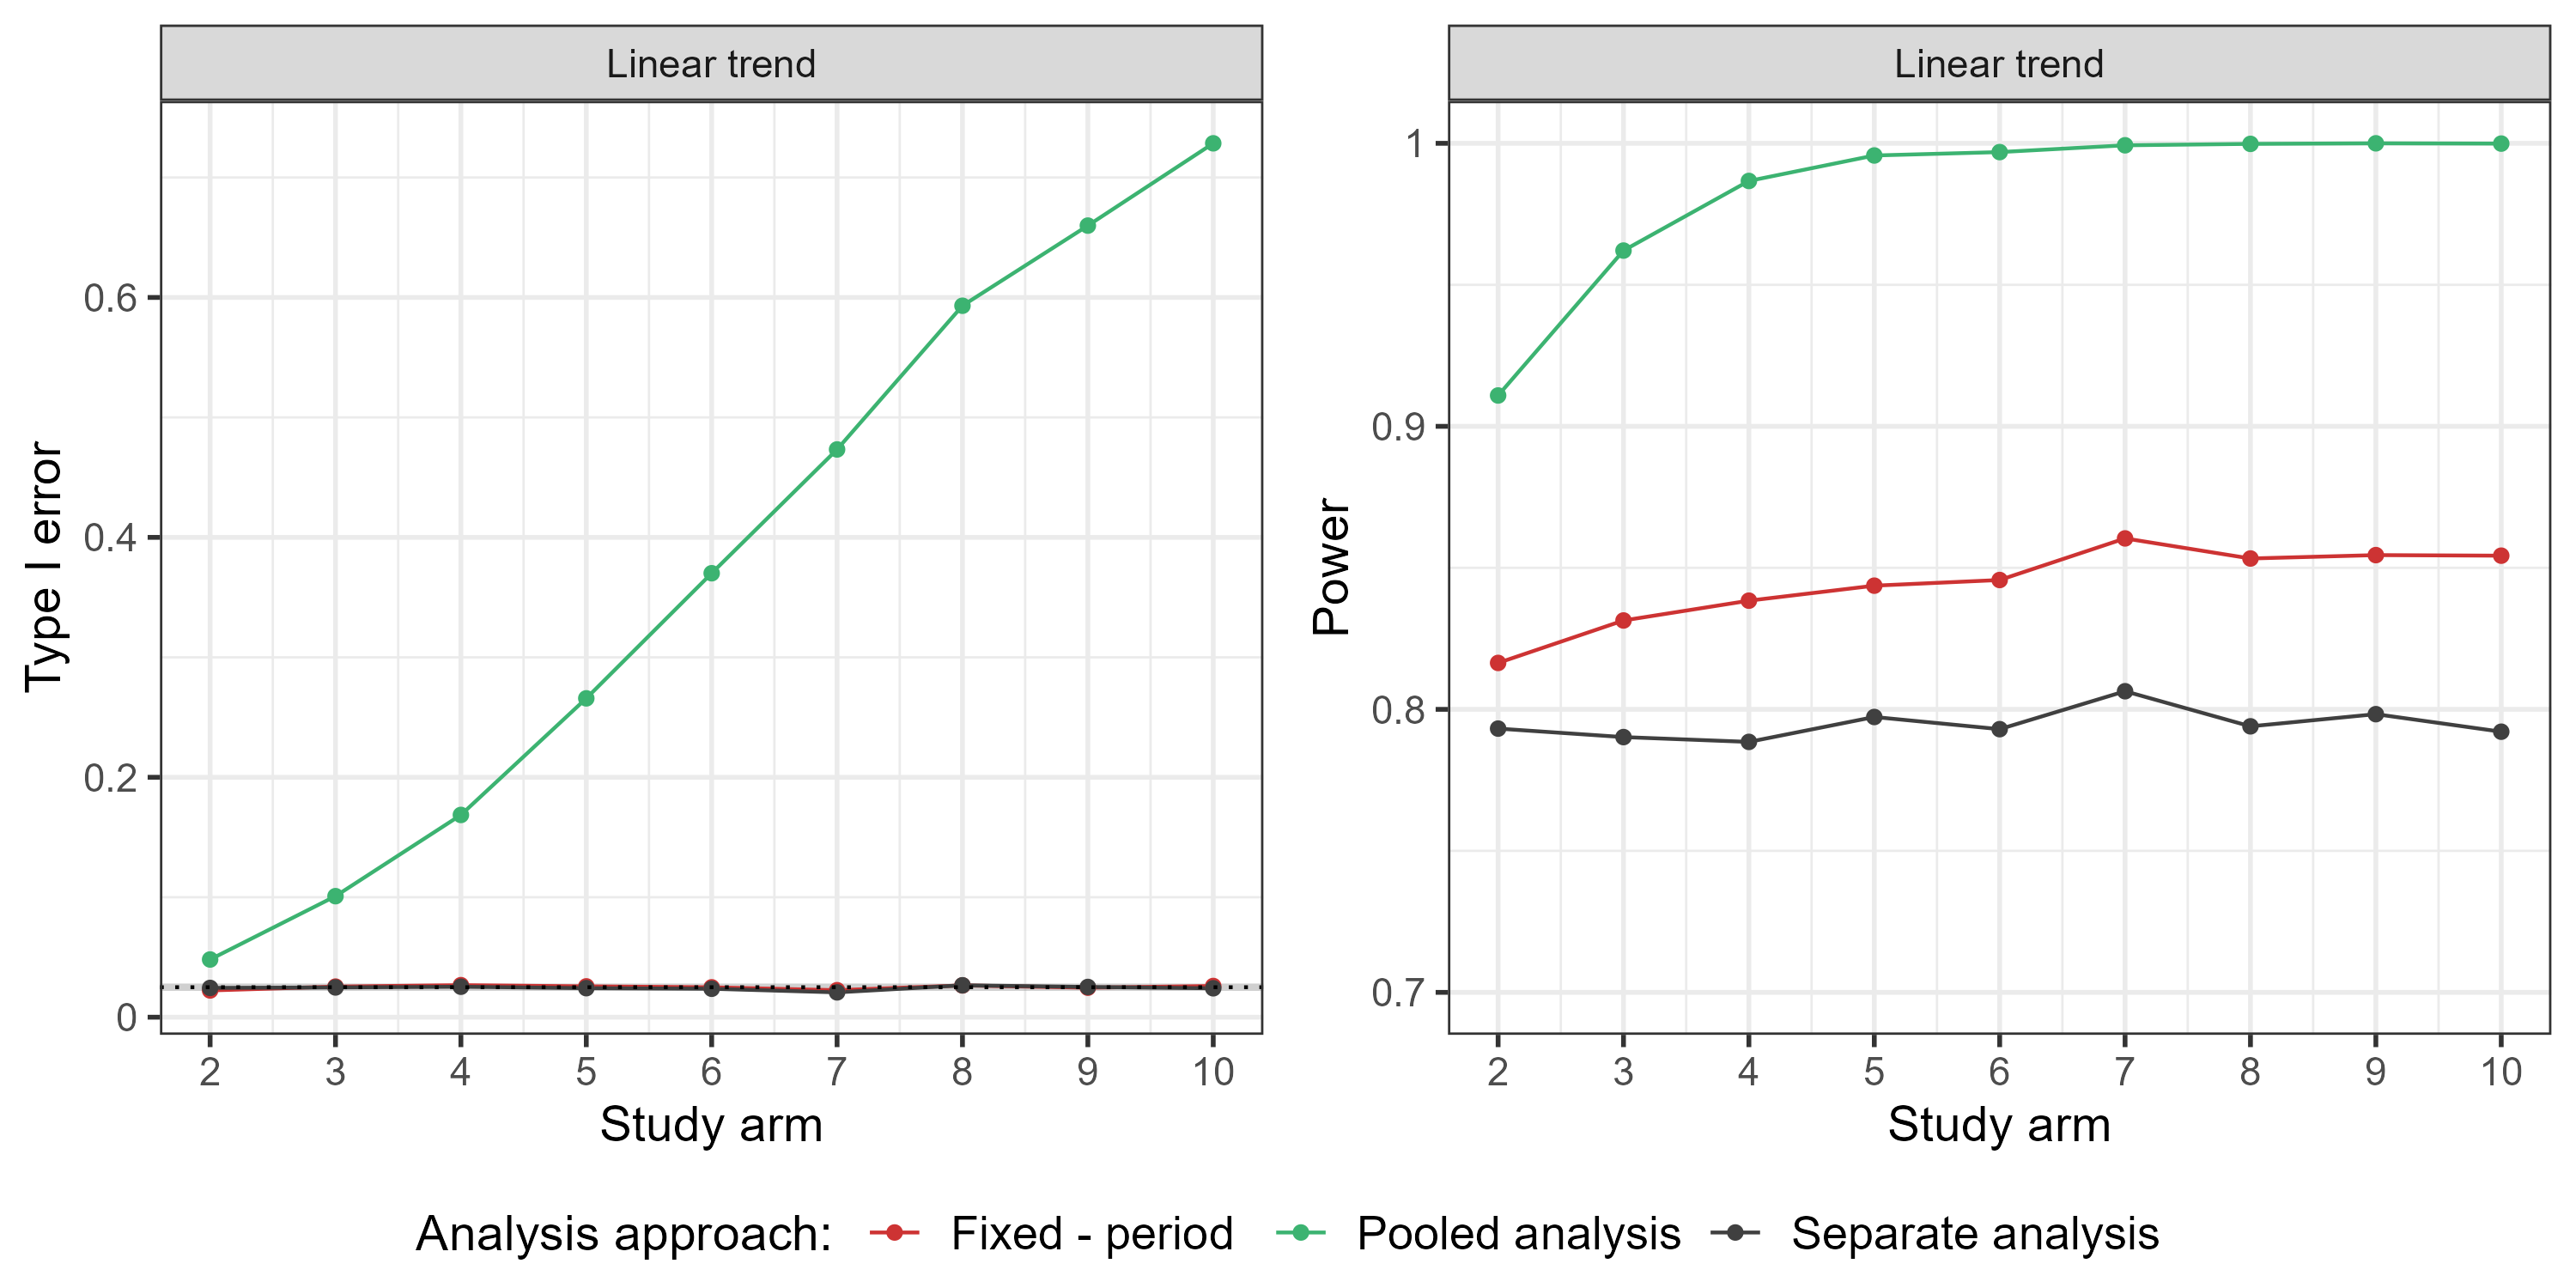 Linear trend
Type I error
0.6
0.4
0.2
0
2 3 4 5 6 7 8 9 10
Study arm
Linear trend
Power
1
0.9
0.8
0.7
2 3 4 5 6 7 8 9 10
Study arm
Analysis approach: Fixed - period Pooled analysis Separate analysis